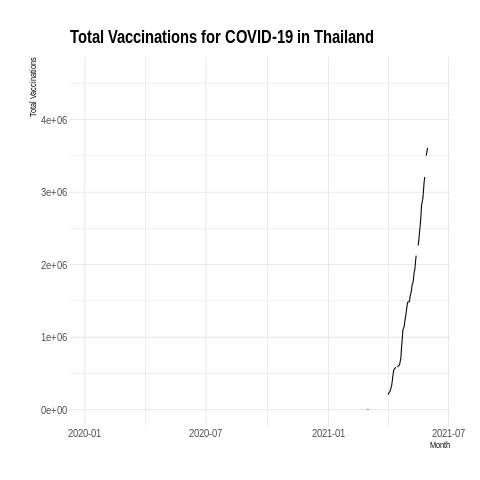 Total Vaccinations for COVID-19 in Thailand
Total Vaccinations
4e+06
3e+06
2e+06
1e+06
0e+00
2020-01
2020-07
2021-01
2021-07
Month